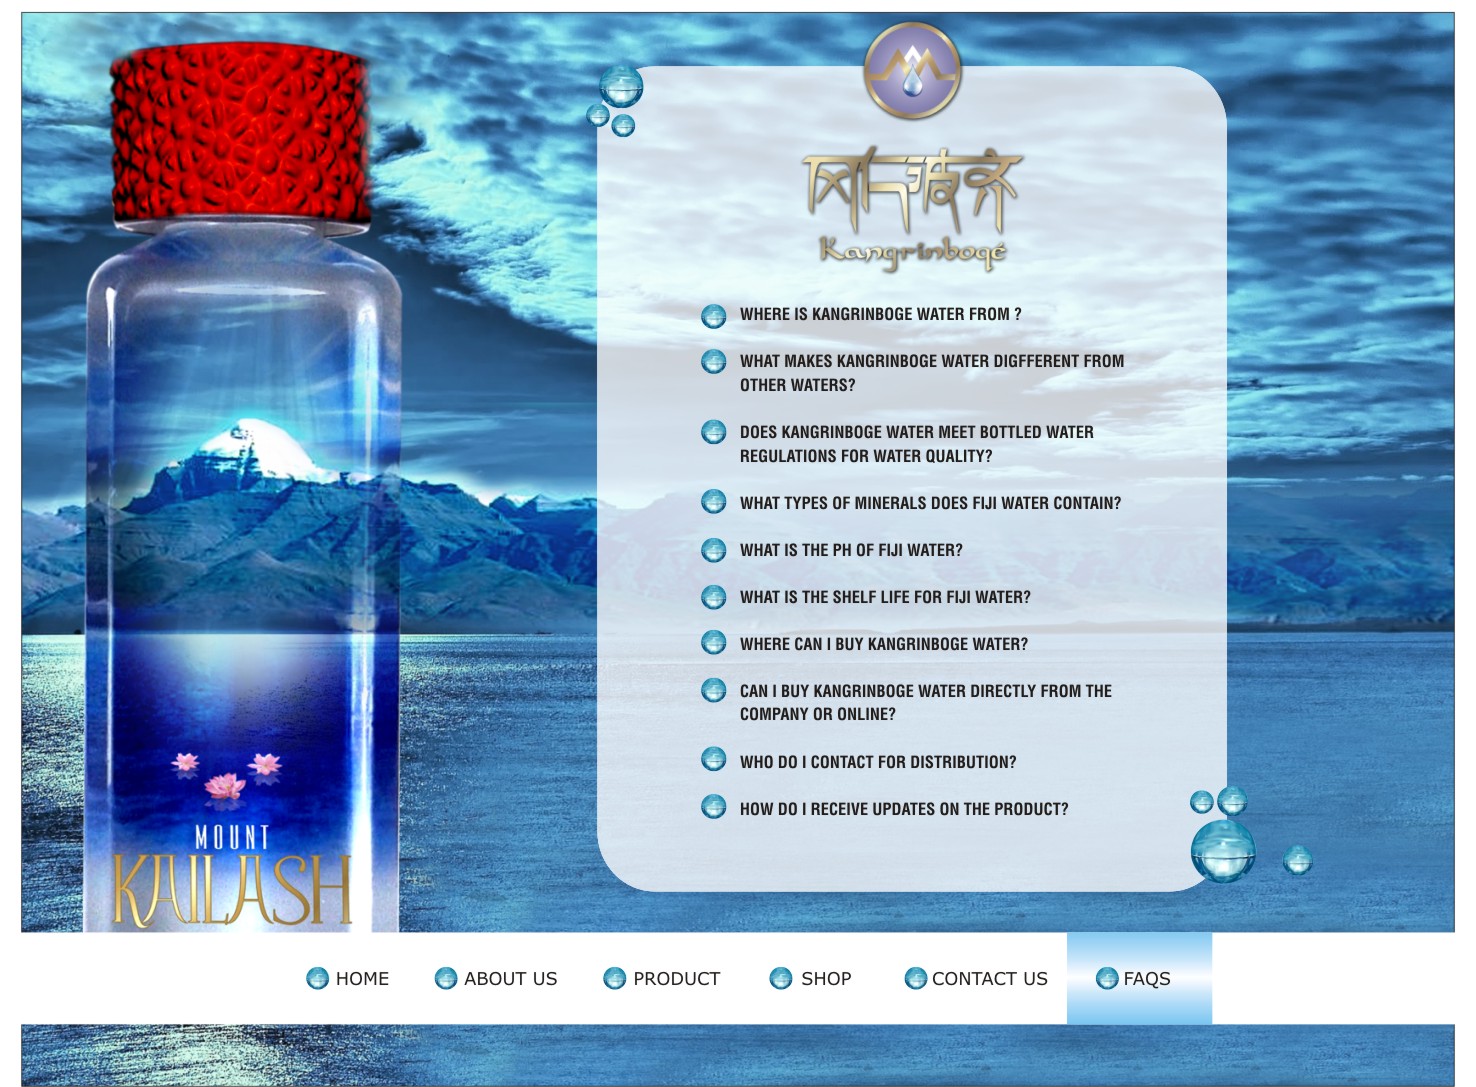 Kangrinboqé
WHERE IS KANGRINBOGE WATER FROM ?
WHAT MAKES KANGRINBOGE WATER DIGFFERENT FROM
OTHER WATERS?
DOES KANGRINBOGE WATER MEET BOTTLED WATER
REGULATIONS FOR WATER QUALITY?
WHAT TYPES OF MINERALS DOES FIJI WATER CONTAIN?
WHAT IS THE PH OF FIJI WATER?
WHAT IS THE SHELF LIFE FOR FIJI WATER?
WHERE CAN I BUY KANGRINBOGE WATER?
CAN I BUY KANGRINBOGE WATER DIRECTLY FROM THE
COMPANY OR ONLINE?
WHO DO I CONTACT FOR DISTRIBUTION?
HOW DO I RECEIVE UPDATES ON THE PRODUCT?
MOUNT
KAILASH
HOME ABOUT US PRODUCT SHOP CONTACT US FAQS